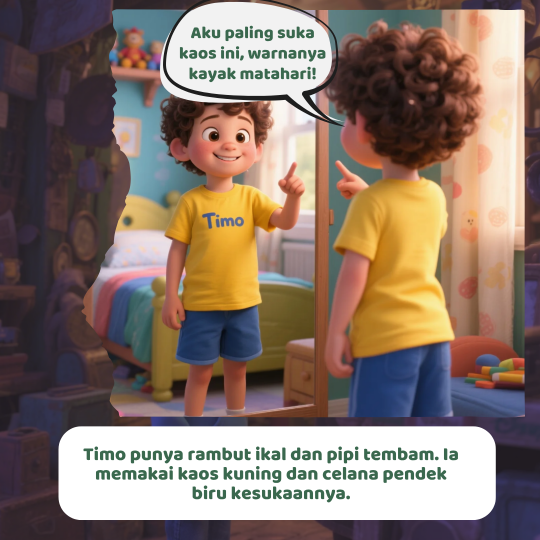 Aku paling suka
kaos ini, warnanya
kayak matahari!
Timo
Timo punya rambut ikal dan pipi tembam. Ia
memakai kaos kuning dan celana pendek
biru kesukaannya.